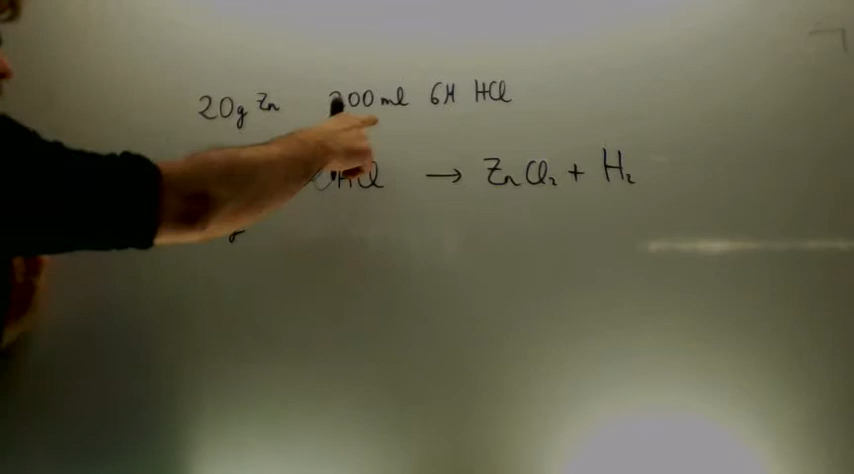 20g Zn 200 ml 6M HCl
HCl → ZnCl₂ + H₂